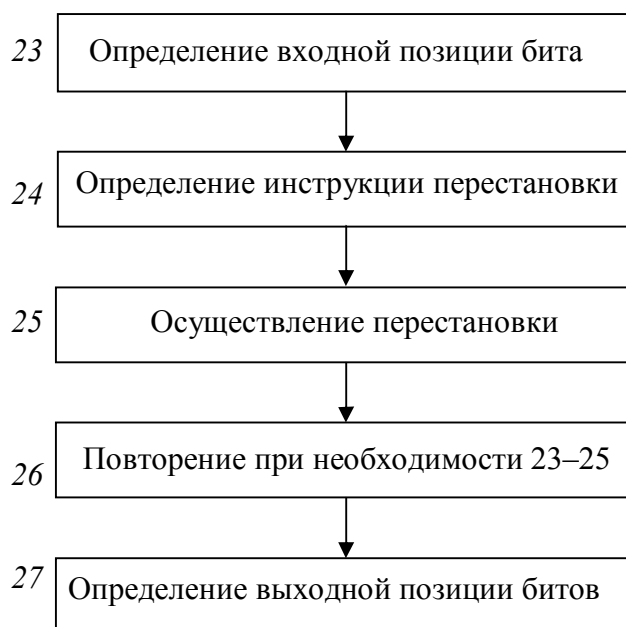 23 Определение входной позиции бита
24 Определение инструкции перестановки
25 Осуществление перестановки
26 Повторение при необходимости 23–25
27 Определение выходной позиции битов